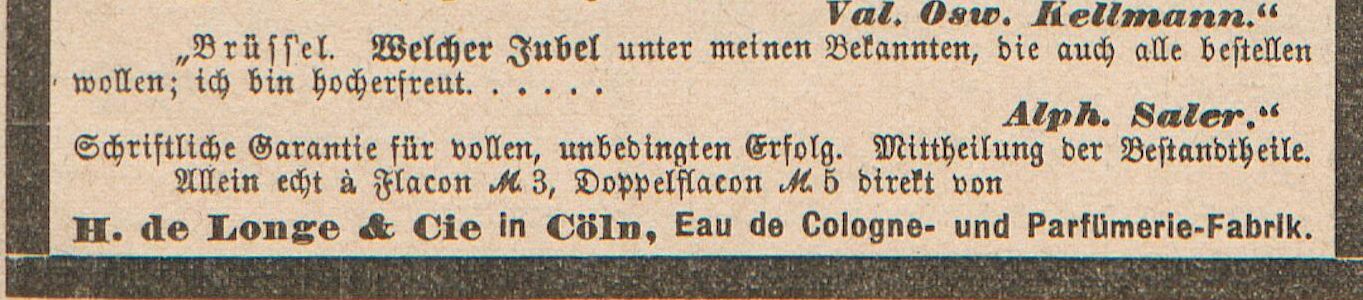 Val. Osw. Kellmann.“
„Brüssel. Welcher Jubel unter meinen Bekannten, die auch alle bestellen
wollen; ich bin hocherfreut. . . . . . .
Alph. Saler.“
Schriftliche Garantie für vollen, unbedingten Erfolg. Mittheilung der Bestandtheile.
Allein echt à Flacon M. 3, Doppelflacon M. 5 direkt von
H. de Longe & Cie in Cöln, Eau de Cologne- und Parfümerie-Fabrik.